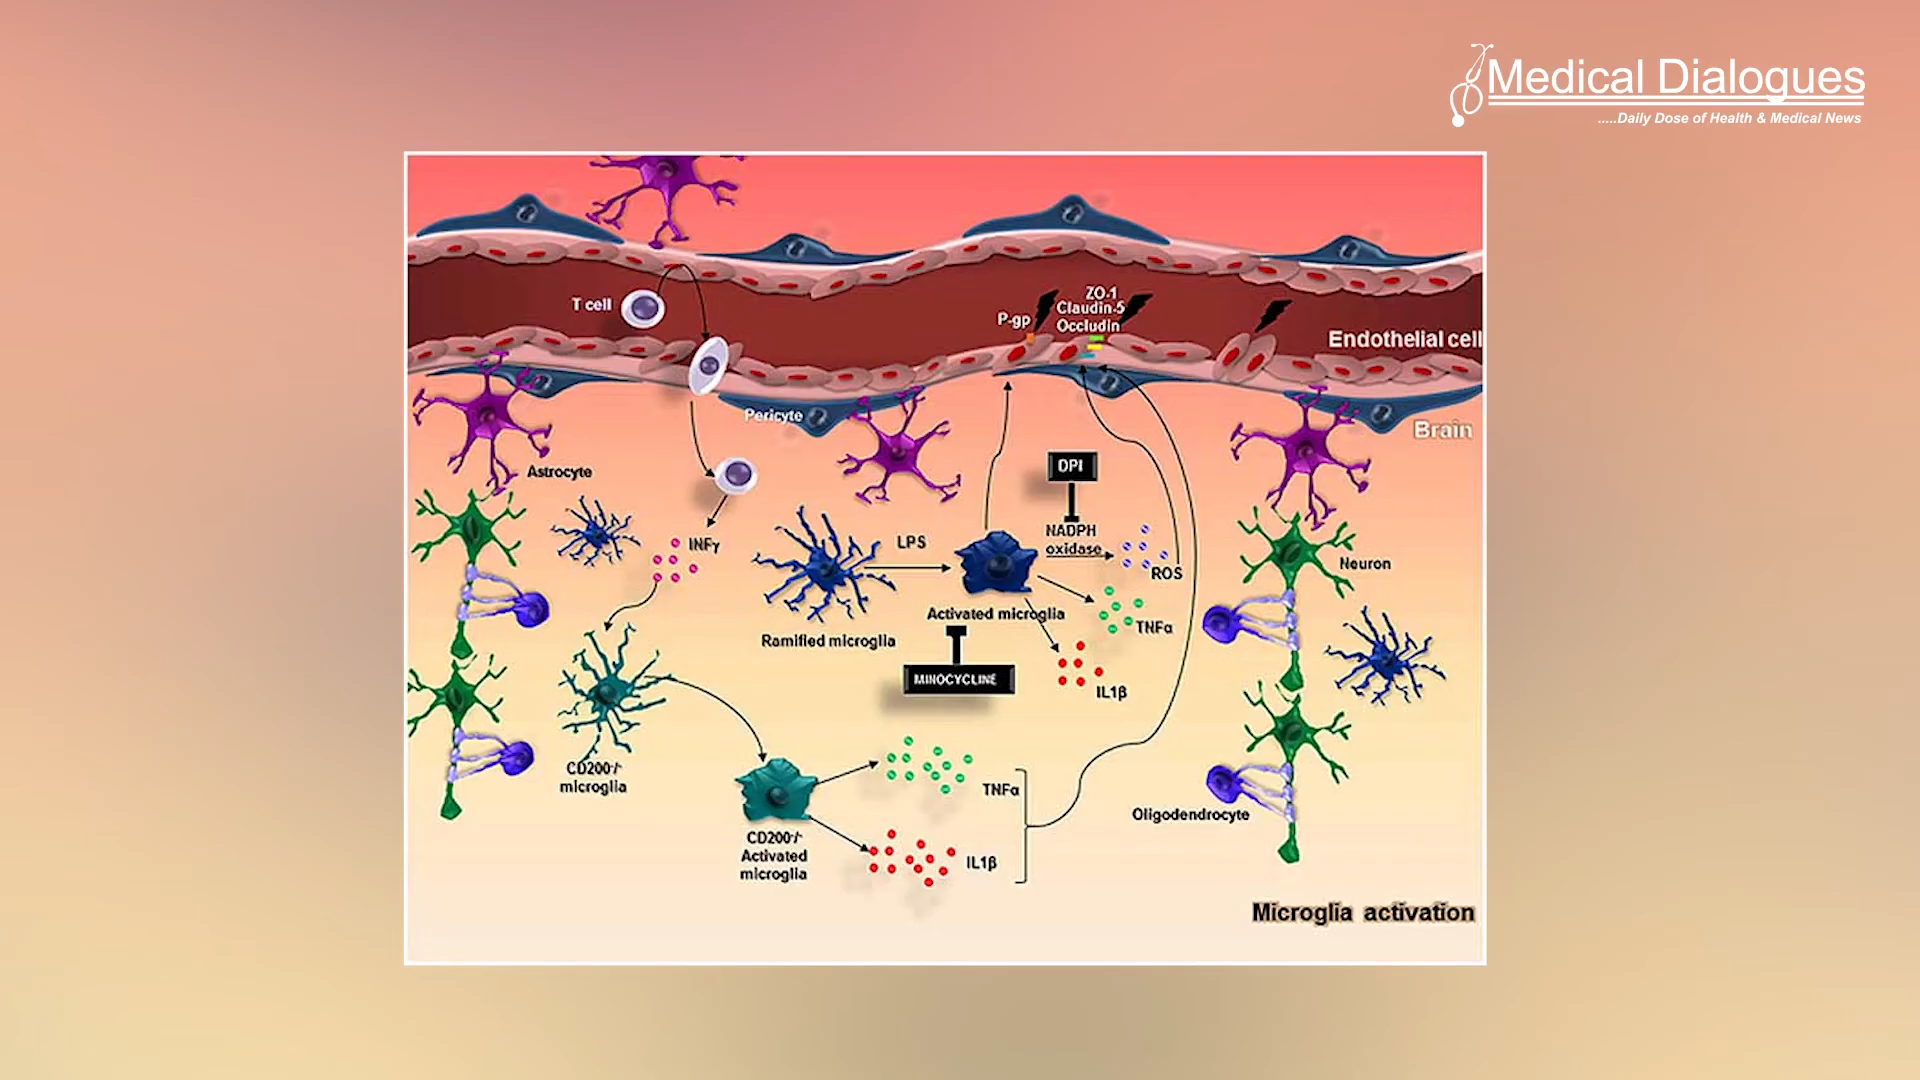 Medical Dialogues
.....Daily Dose of Health & Medical News
T cell
ZO-1
Claudin-5
Occludin
P-gp
Endothelial cell
Pericyte
Brain
Astrocyte
DPI
INFγ
LPS
NADPH
oxidase
ROS
Neuron
Activated microglia
TNFα
Ramified microglia
MINOCYCLINE
IL1β
CD200-/-
microglia
TNFα
Oligodendrocyte
CD200-/-
Activated
microglia
IL1β
Microglia activation